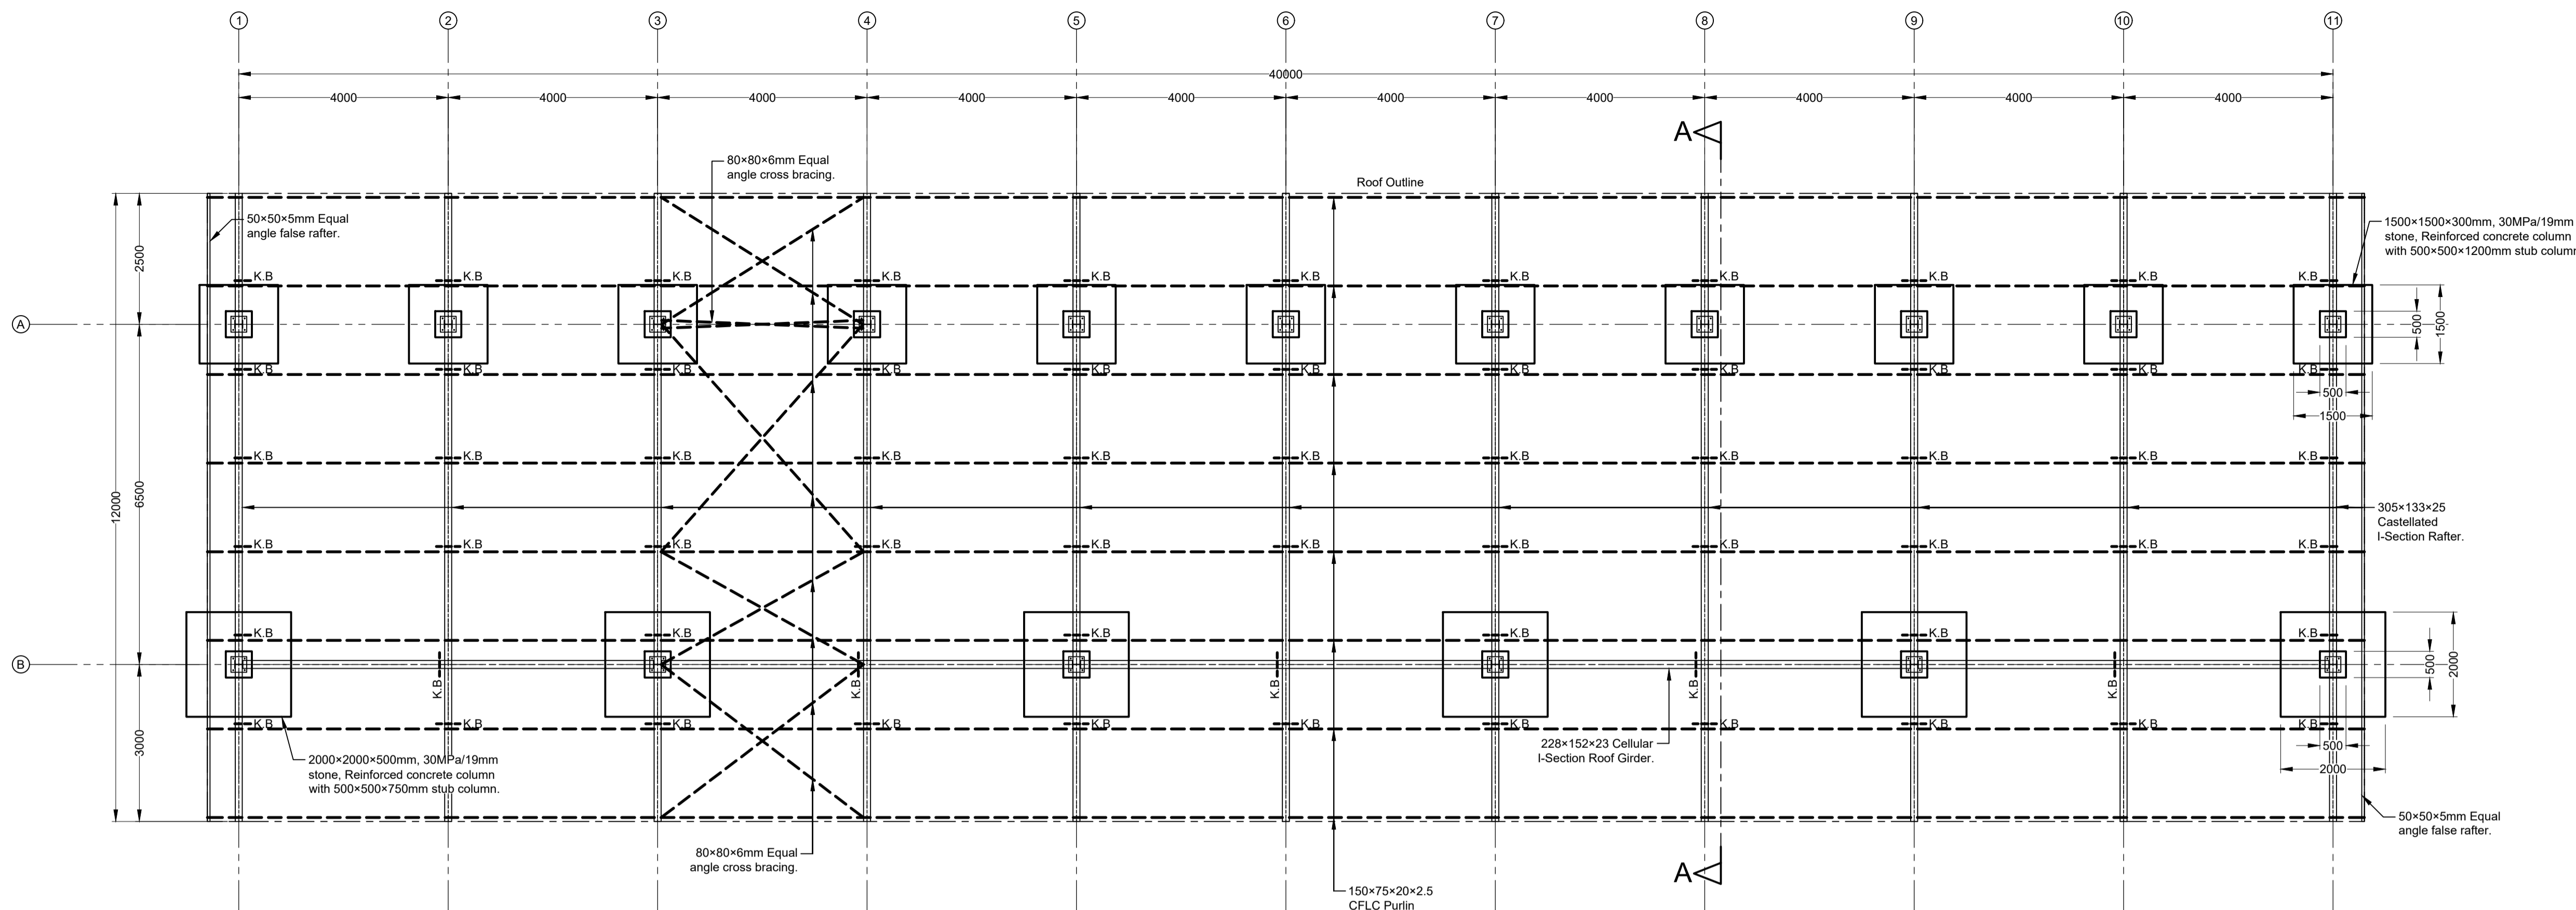 1 2 3 4 5 6 7 8 9 10 11
40000
4000 4000 4000 4000 4000 4000 4000 4000 4000 4000
A
80×80×6mm Equal
angle cross bracing.
Roof Outline
50×50×5mm Equal
angle false rafter.
1500×1500×300mm, 30MPa/19mm
stone, Reinforced concrete column
with 500×500×1200mm stub column
2500
K.B K.B K.B K.B K.B K.B K.B K.B K.B K.B K.B
A
500
1500
K.B K.B K.B K.B K.B K.B K.B K.B K.B K.B K.B
500
1500
K.B K.B K.B K.B K.B K.B K.B K.B K.B K.B K.B
12000
6500
305×133×25
Castellated
I-Section Rafter.
K.B K.B K.B K.B K.B K.B K.B K.B K.B K.B K.B
K.B K.B K.B K.B K.B K.B
B
500
2000
K.B K.B K.B K.B K.B
K.B K.B K.B K.B K.B K.B K.B K.B K.B K.B K.B
3000
228×152×23 Cellular
I-Section Roof Girder.
500
2000
2000×2000×500mm, 30MPa/19mm
stone, Reinforced concrete column
with 500×500×750mm stub column.
50×50×5mm Equal
angle false rafter.
80×80×6mm Equal
angle cross bracing.
A
150×75×20×2.5
CFLC Purlin